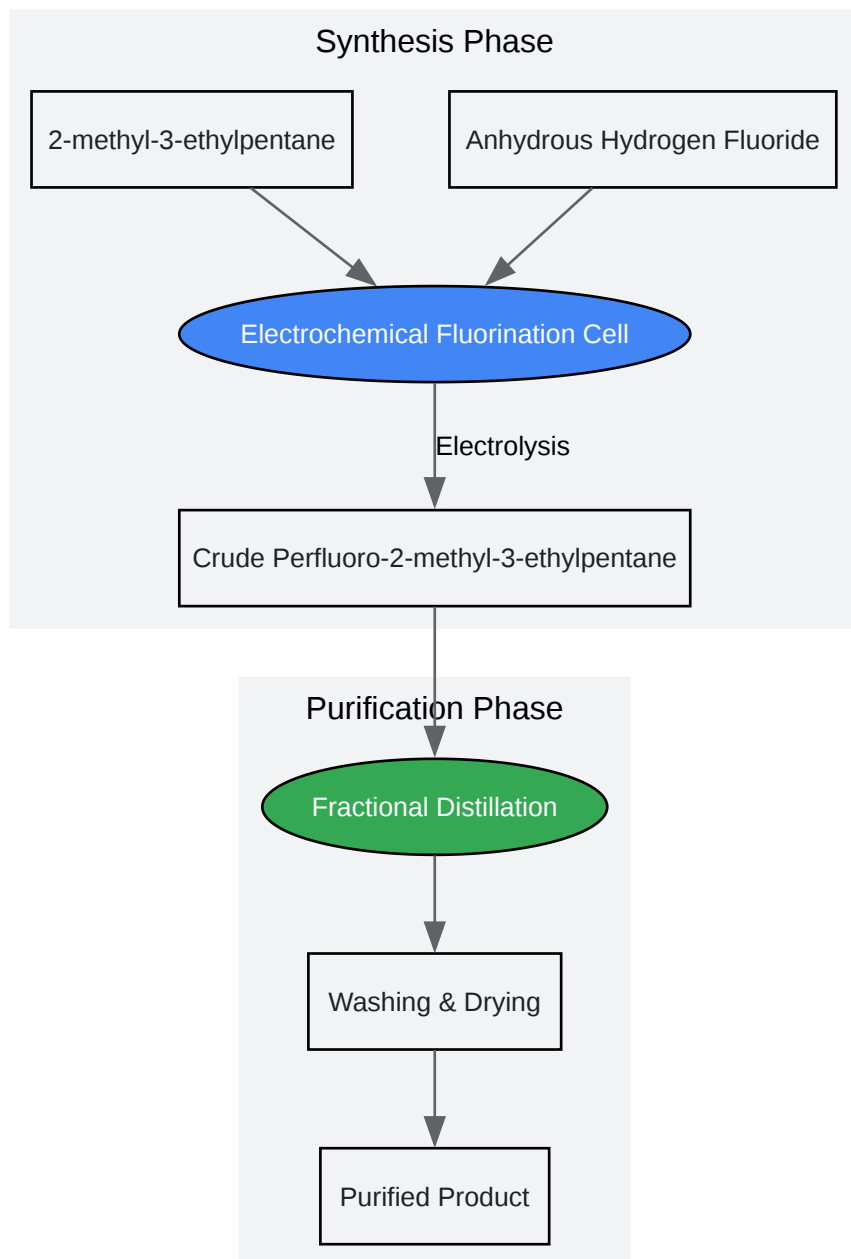 Synthesis Phase
2-methyl-3-ethylpentane
Anhydrous Hydrogen Fluoride
Electrochemical Fluorination Cell
Electrolysis
Crude Perfluoro-2-methyl-3-ethylpentane
Purification Phase
Fractional Distillation
Washing & Drying
Purified Product